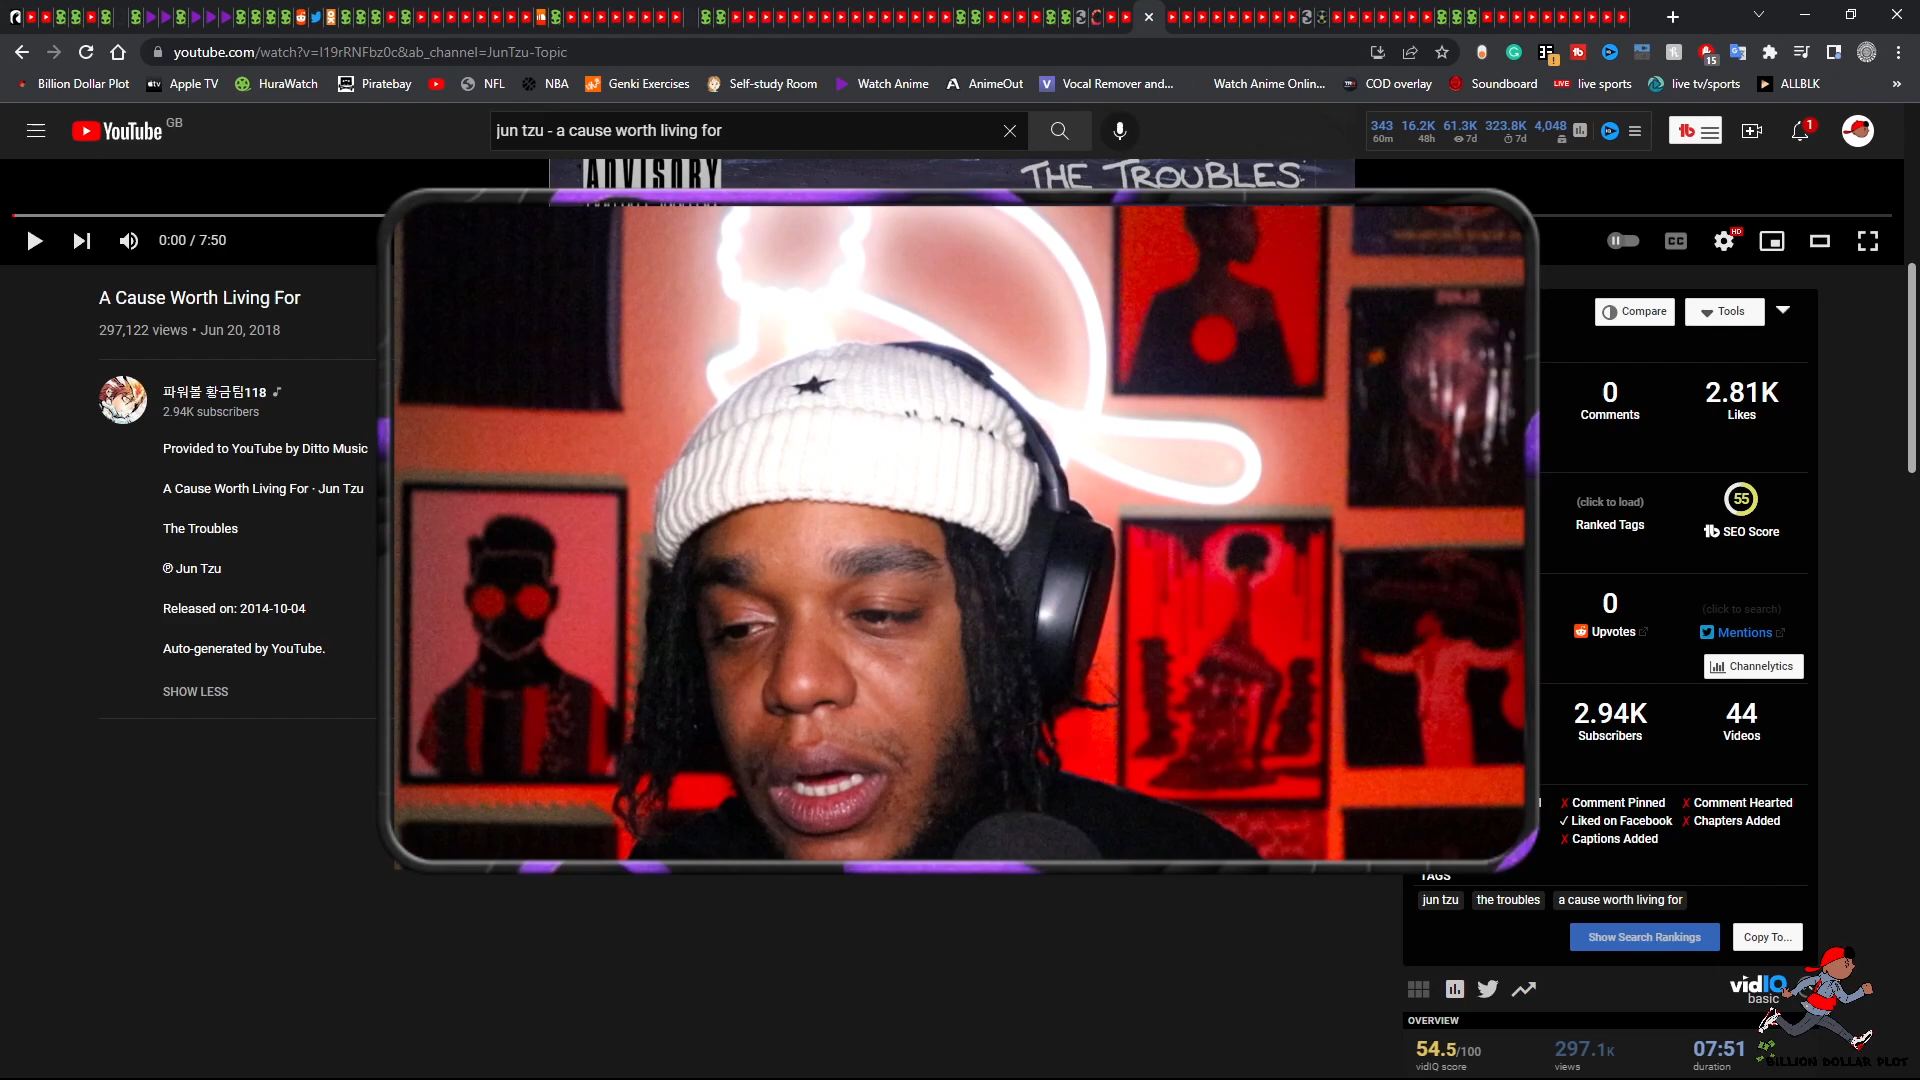 youtube.com/watch?v=I19rRNFbz0c&ab_channel=JunTzu-Topic
15
Billion Dollar Plot
Apple TV
HuraWatch
Piratebay
NFL
NBA
Genki Exercises
Self-study Room
Watch Anime
AnimeOut
Vocal Remover and...
Watch Anime Onlin...
COD overlay
Soundboard
LIVE live sports
live tv/sports
ALLBLK
»
YouTube GB
jun tzu - a cause worth living for
343 16.2K 61.3K 323.8K 4,048
60m 48h 7d 7d
1
ADVISORY
THE TROUBLES
0:00 / 7:50
CC
HD
A Cause Worth Living For
297,122 views • Jun 20, 2018
파워볼 황금팀118
2.94K subscribers
Provided to YouTube by Ditto Music
A Cause Worth Living For · Jun Tzu
The Troubles
℗ Jun Tzu
Released on: 2014-10-04
Auto-generated by YouTube.
SHOW LESS
Compare
Tools
0
Comments
2.81K
Likes
(click to load)
Ranked Tags
55
SEO Score
0
Upvotes
(click to search)
Mentions
Channelytics
2.94K
Subscribers
44
Videos
✗ Comment Pinned ✗ Comment Hearted
✓ Liked on Facebook ✗ Chapters Added
✗ Captions Added
TAGS
jun tzu
the troubles
a cause worth living for
Show Search Rankings
Copy To...
vidIQ
basic
OVERVIEW
54.5/100 297.1K 07:51
vidIQ score views duration
BILLION DOLLAR PLOT